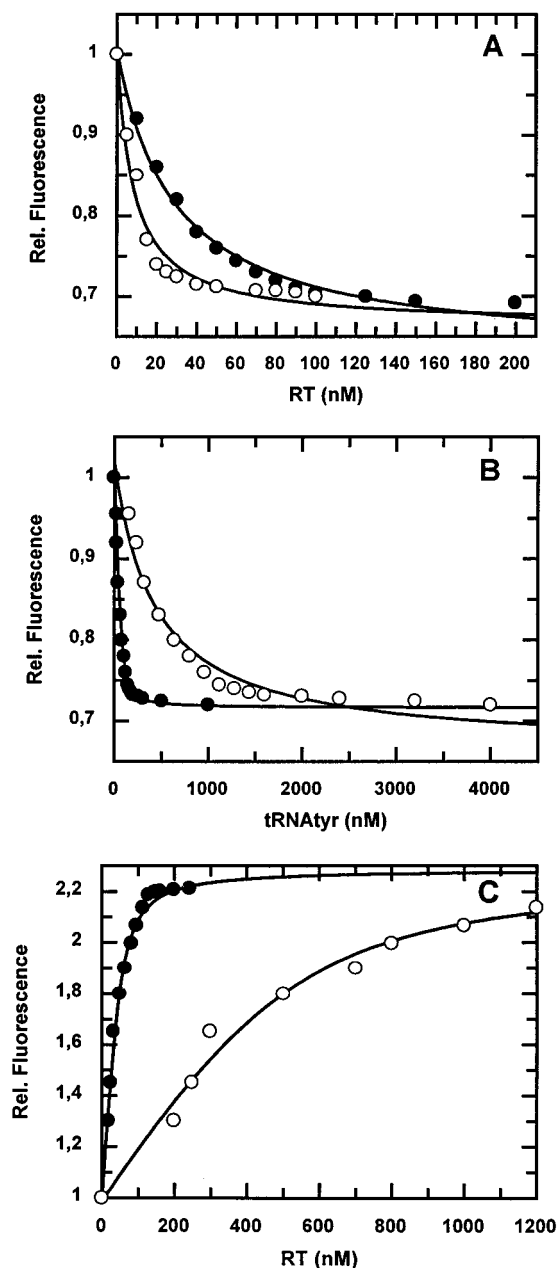 A
1
0,9
0,8
0,7
Rel. Fluorescence
0 20 40 60 80 100 120 140 160 180 200
RT (nM)
B
1
0,9
0,8
0,7
Rel. Fluorescence
0 1000 2000 3000 4000
tRNAtyr (nM)
C
2,2
2
1,8
1,6
1,4
1,2
1
Rel. Fluorescence
0 200 400 600 800 1000 1200
RT (nM)